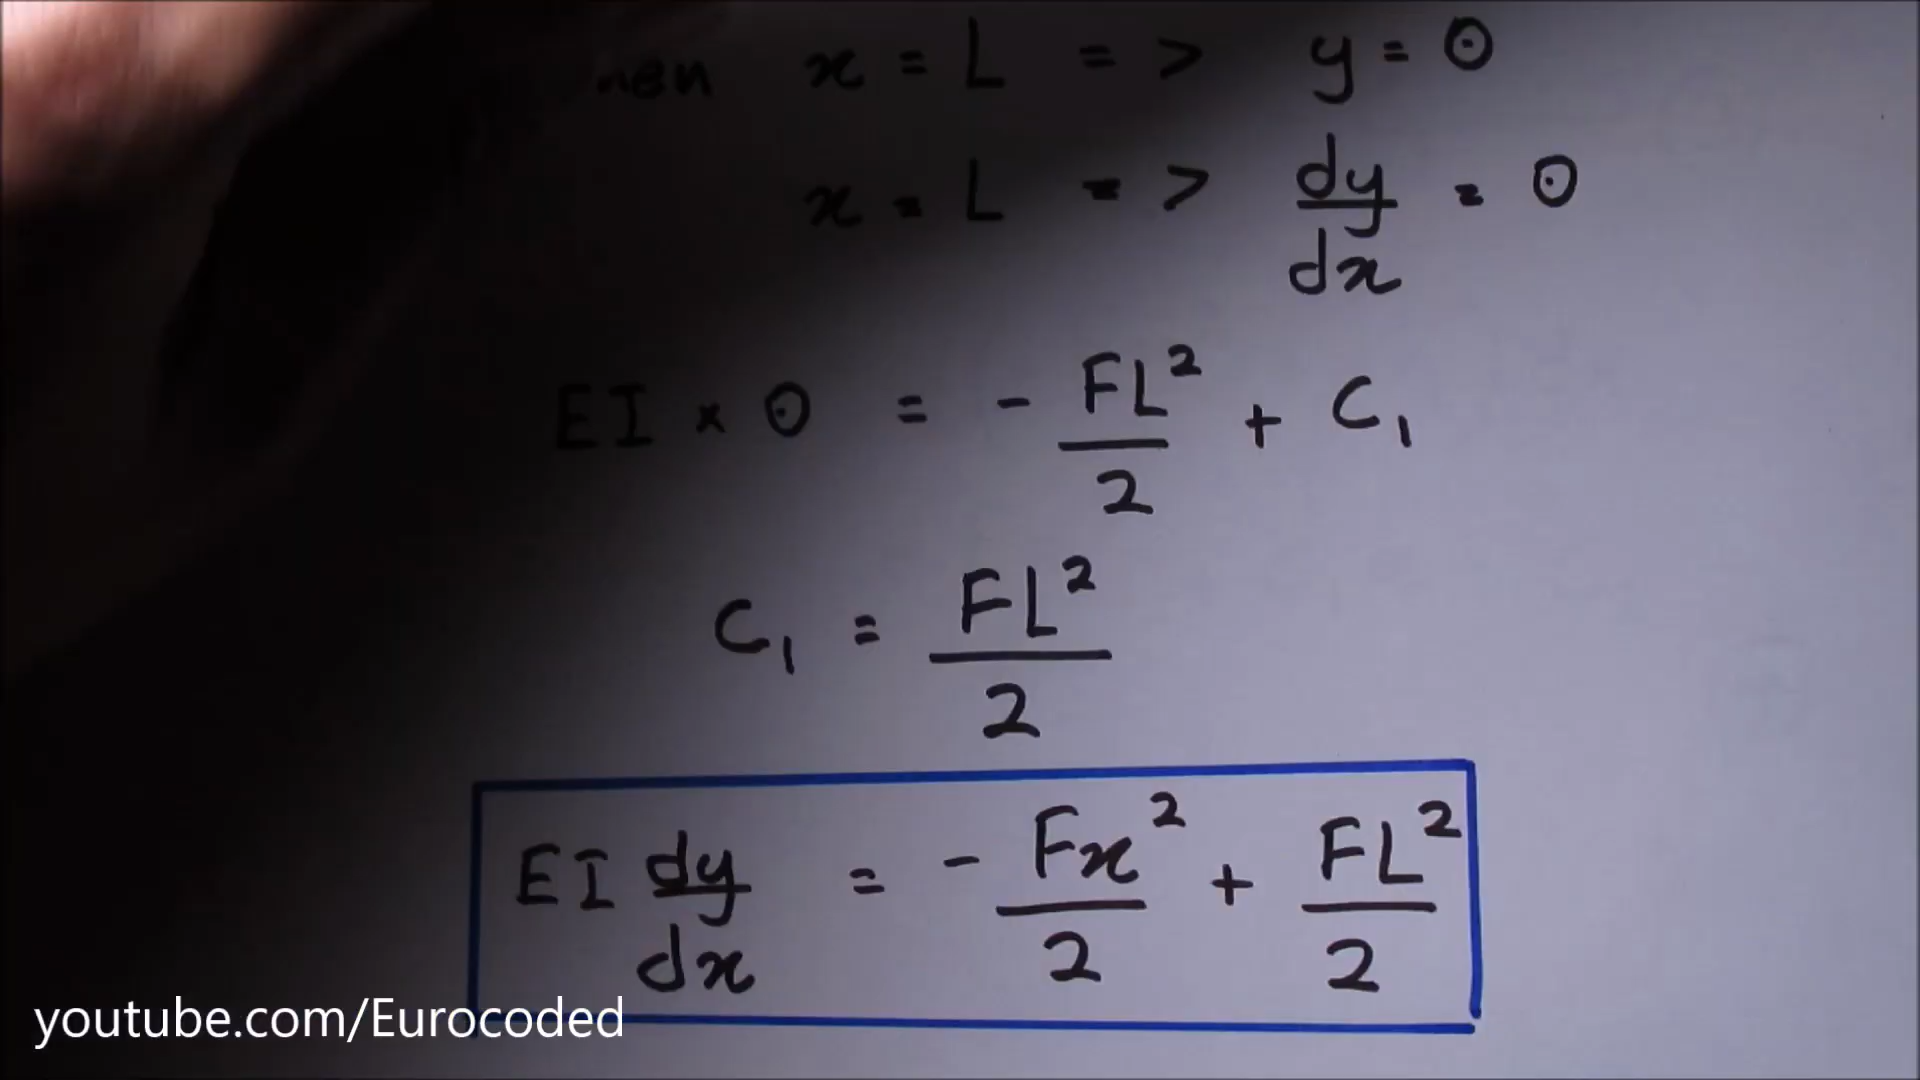 x = L => y = 0
x = L => dy/dx = 0
EI × 0 = - FL²/2 + C₁
C₁ = FL²/2
EI dy/dx = - Fx²/2 + FL²/2
youtube.com/Eurocoded